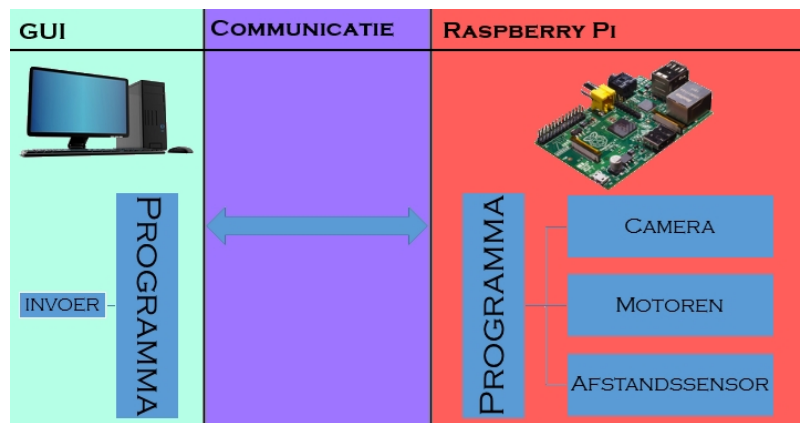 GUI
COMMUNICATIE
RASPBERRY PI
INVOER
PROGRAMMA
PROGRAMMA
CAMERA
MOTOREN
AFSTANDSSENSOR